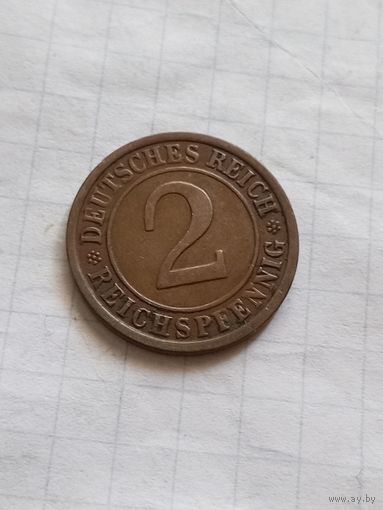 DEUTSCHES REICH
2
REICHSPFENNIG
www.ay.by